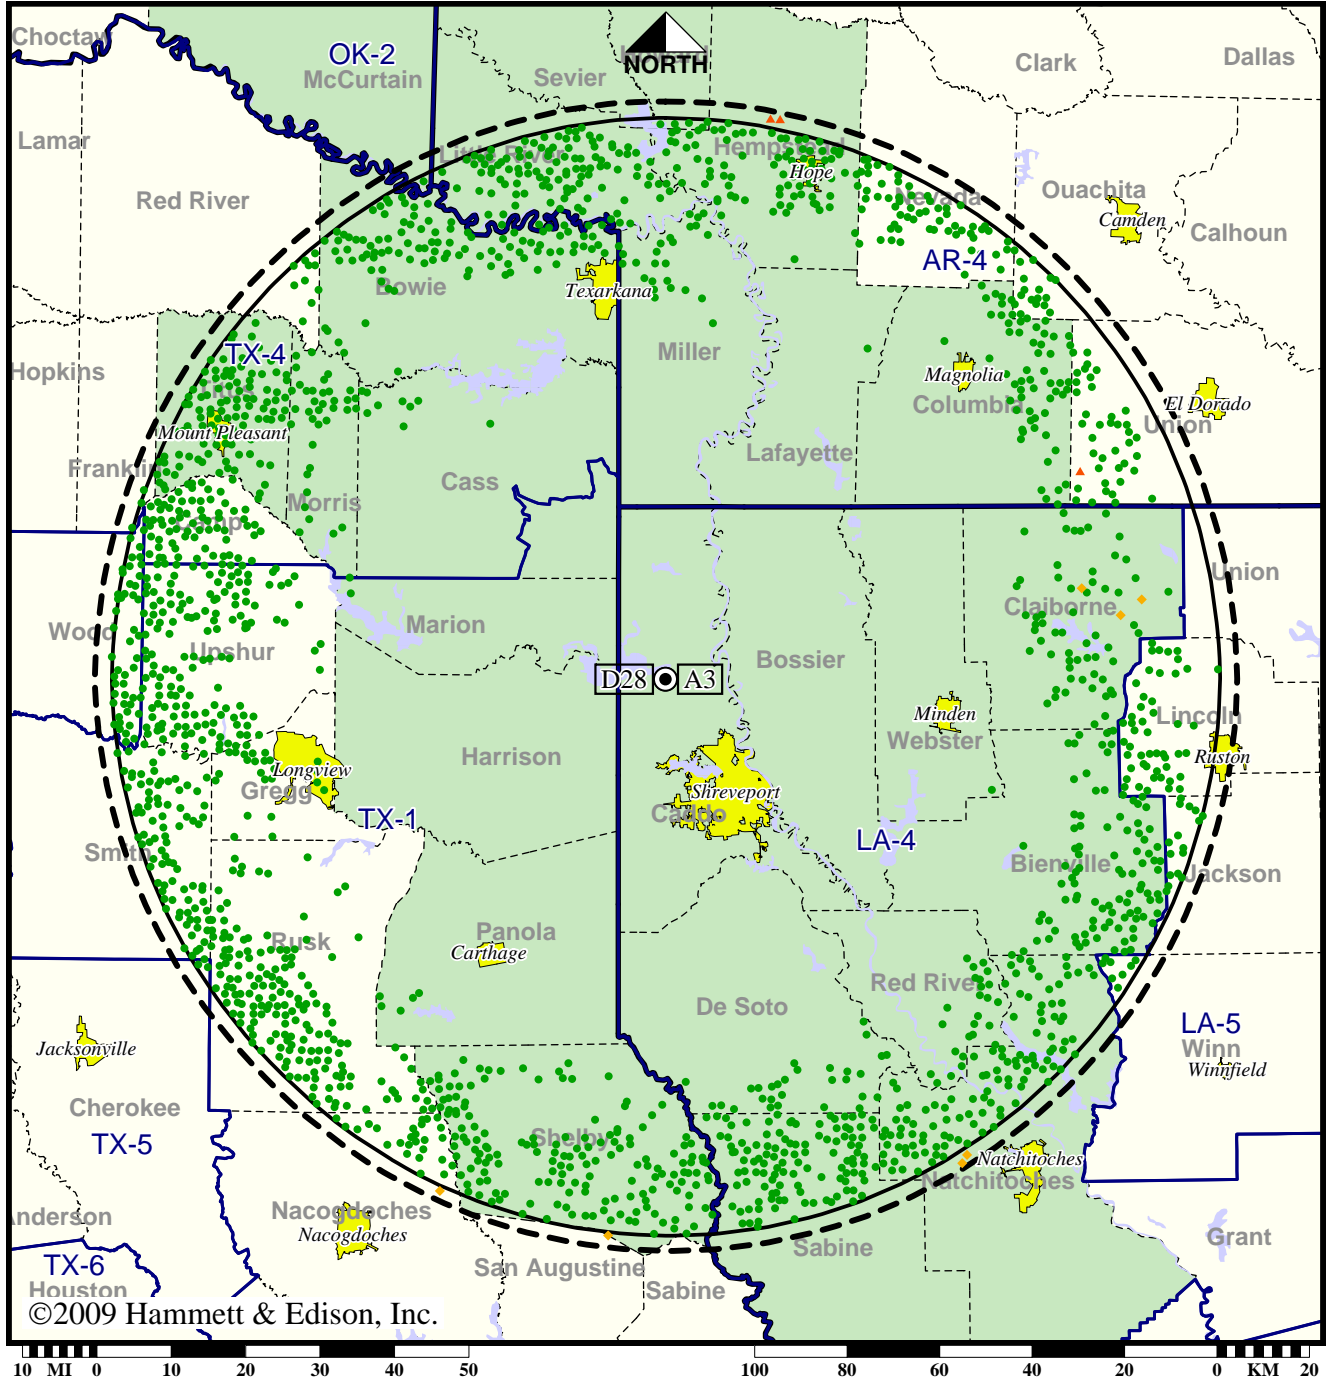 Choctaw
OK-2
McCurtain
Sevier
Howard
NORTH
Clark
Dallas
Lamar
Red River
Little River
Hempstead
Hope
Nevada
Ouachita
Camden
Calhoun
AR-4
Bowie
Texarkana
TX-4
Miller
Hopkins
Titus
Magnolia
Columbia
El Dorado
Union
Mount Pleasant
Franklin
Cass
Lafayette
Morris
Camp
Union
Claiborne
Wood
Marion
Upshur
Bossier
D28
A3
Minden
Lincoln
Webster
Harrison
Ruston
Longview
Gregg
Shreveport
Caddo
TX-1
LA-4
Smith
Bienville
Jackson
Panola
Rusk
Carthage
Red River
De Soto
LA-5
Winn
Winnfield
Jacksonville
Cherokee
TX-5
Shelby
Natchitoches
Natchitoches
Anderson
Nacogdoches
Nacogdoches
Grant
Sabine
TX-6
San Augustine
Houston
Sabine
©2009 Hammett & Edison, Inc.
10 MI 0 10 20 30 40 50
100 80 60 40 20 0 KM 20